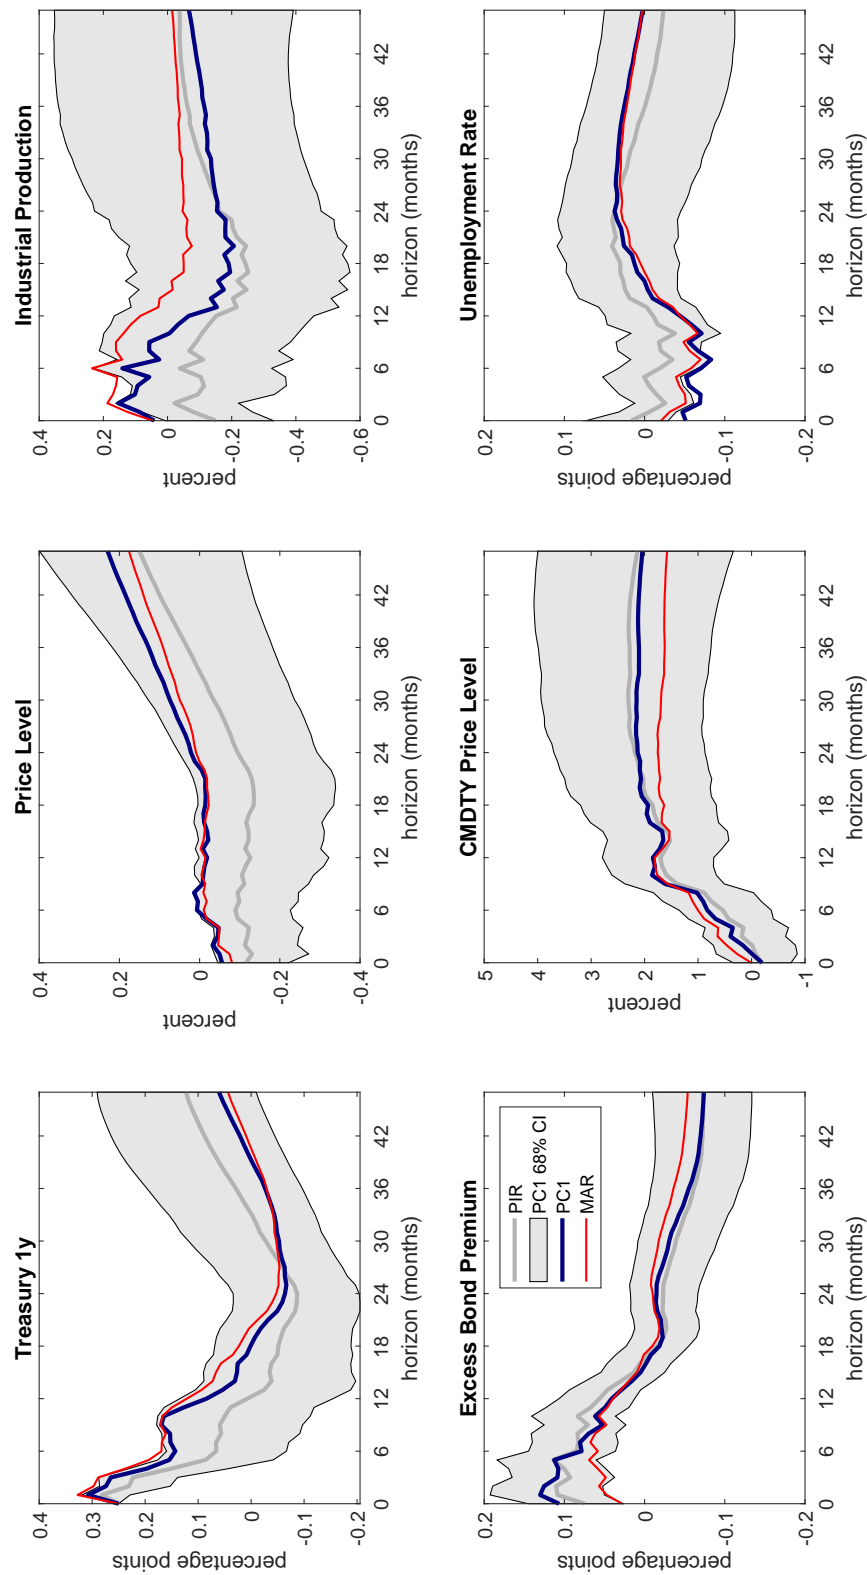 Treasury 1y
percentage points
0.4
0.3
0.2
0.1
0
-0.1
-0.2
0 6 12 18 24 30 36 42
horizon (months)
Price Level
percent
0.4
0.2
0
-0.2
-0.4
0 6 12 18 24 30 36 42
horizon (months)
Industrial Production
percent
0.4
0.2
0
-0.2
-0.4
-0.6
0 6 12 18 24 30 36 42
horizon (months)
Excess Bond Premium
percentage points
0.2
0.1
0
-0.1
-0.2
0 6 12 18 24 30 36 42
horizon (months)
PIR
PC1 68% CI
PC1
MAR
CMDTY Price Level
percent
5
4
3
2
1
0
-1
0 6 12 18 24 30 36 42
horizon (months)
Unemployment Rate
percentage points
0.2
0.1
0
-0.1
-0.2
0 6 12 18 24 30 36 42
horizon (months)